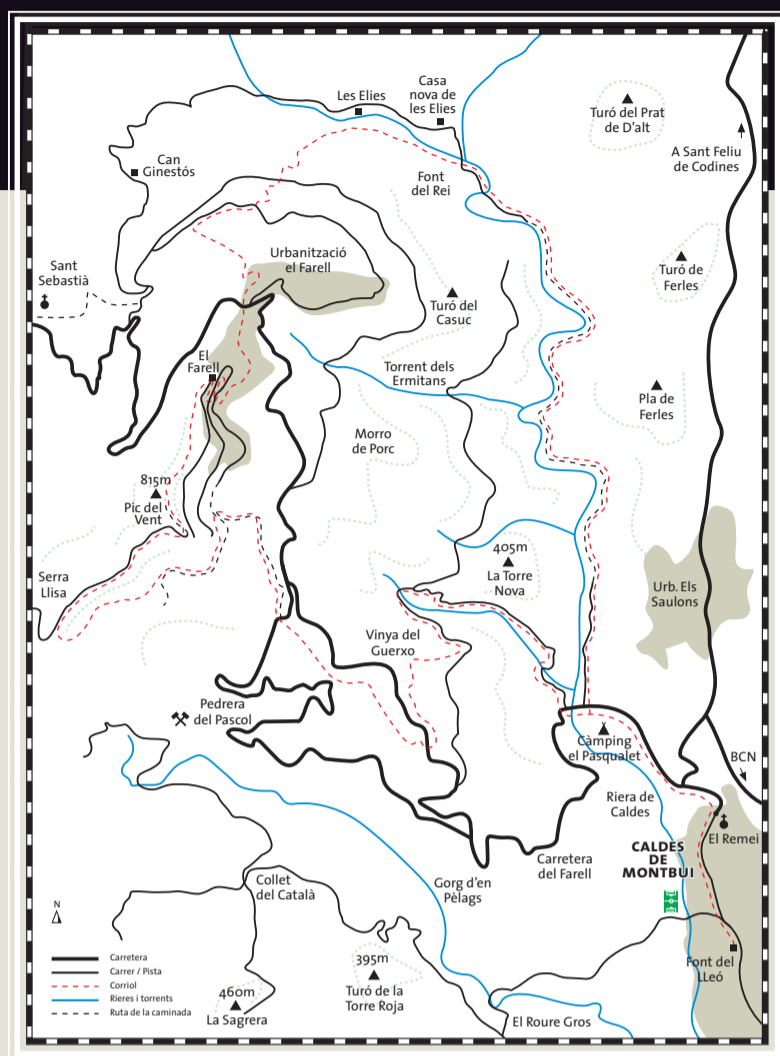 Les Elies
Casa
nova de
les Elies
Turó del Prat
de D'alt
A Sant Feliu
de Codines
Can
Ginestós
Font
del Rei
Sant
Sebastià
Urbanització
el Farell
Turó de
Ferles
Turó del
Casuc
El
Farell
Torrent dels
Ermitans
Pla de
Ferles
Morro
de Porc
815m
Pic del
Vent
405m
La Torre
Nova
Serra
Llisa
Urb. Els
Saulons
Vinya del
Guerxo
Pedrera
del Pascol
Càmping
el Pasqualet
BCN
Riera de
Caldes
El Remei
CALDES
DE
MONTBUI
Carretera
del Farell
Collet
del Català
Gorg d'en
Pèlags
N
395m
Turó de la
Torre Roja
Font del
LLeó
460m
La Sagrera
El Roure Gros
Carretera
Carrer / Pista
Corriol
Rieres i torrents
Ruta de la caminada